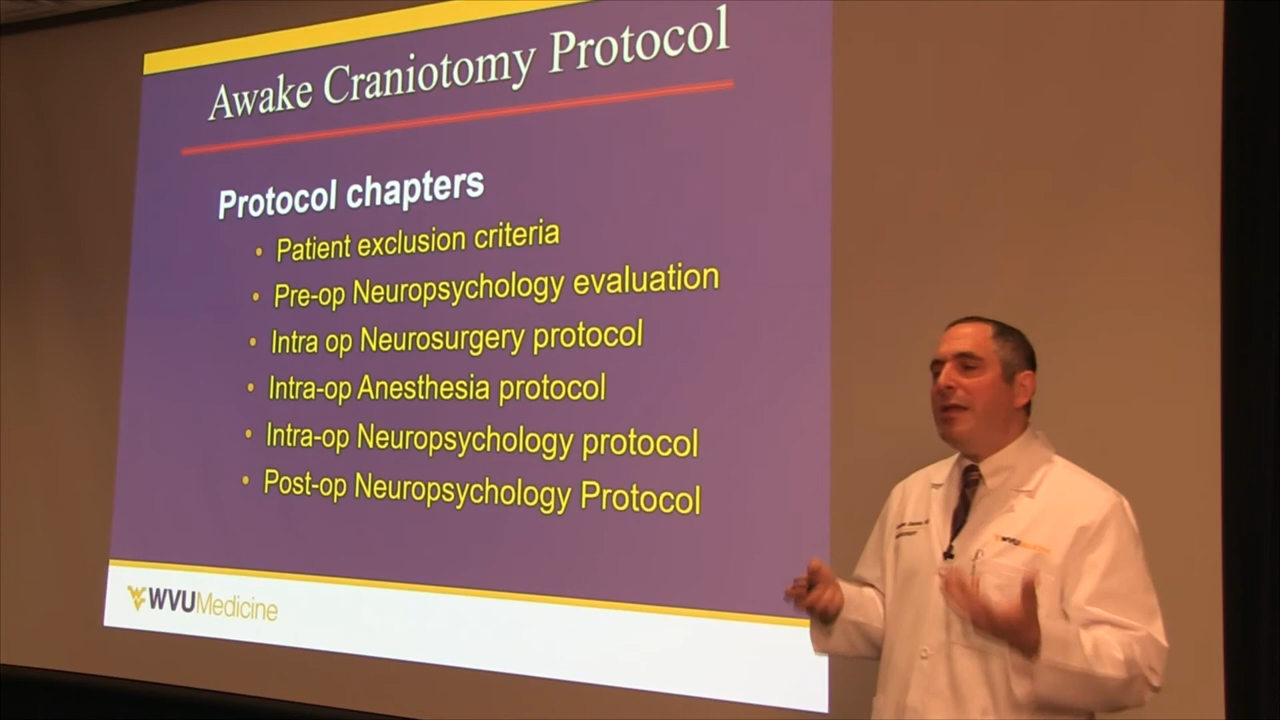 Awake Craniotomy Protocol
Protocol chapters
• Patient exclusion criteria
• Pre-op Neuropsychology evaluation
• Intra op Neurosurgery protocol
• Intra-op Anesthesia protocol
• Intra-op Neuropsychology protocol
• Post-op Neuropsychology Protocol
WVUMedicine
WVUMedicine